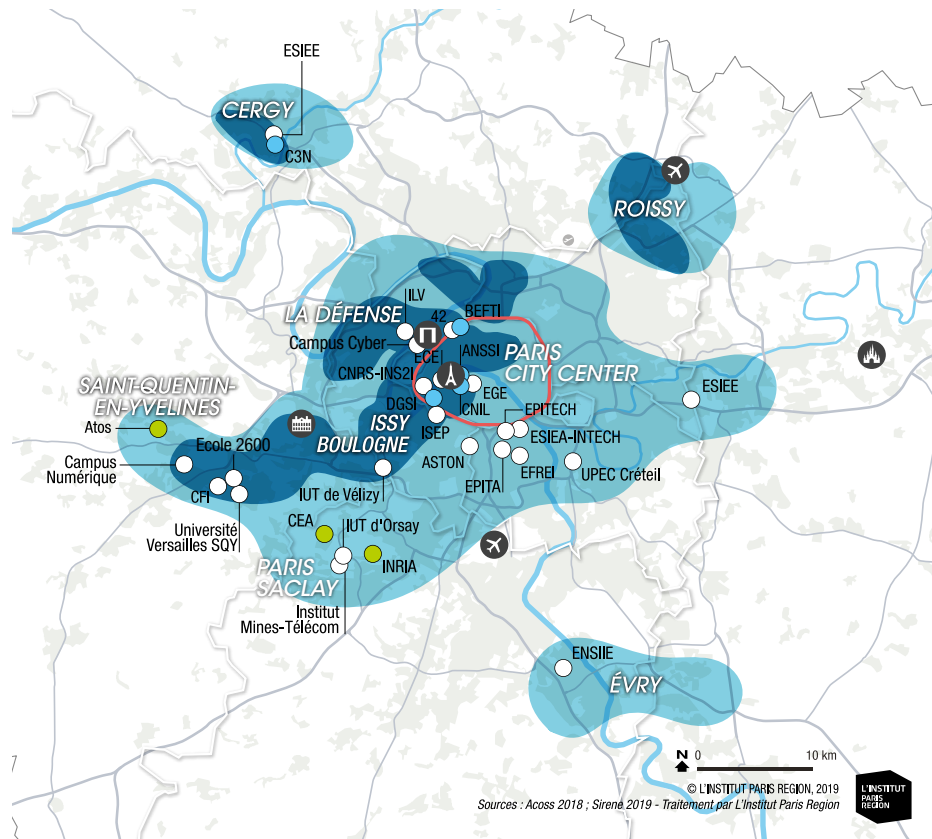 ESIEE
CERGY
C3N
ROISSY
ILV
LA DÉFENSE
42
BEFTI
Campus Cyber
ECE
ANSSI
PARIS
CITY CENTER
CNRS-INS2I
SAINT-QUENTIN-
EN-YVELINES
DGSI
EGE
CNIL
ESIEE
Atos
ISSY
BOULOGNE
ISEP
EPITECH
Ecole 2600
ESIEA-INTECH
Campus
Numérique
ASTON
EFREI
CFI
IUT de Vélizy
EPITA
UPEC Créteil
Université
Versailles SQY
CEA
IUT d'Orsay
INRIA
PARIS
SACLAY
Institut
Mines-Télécom
ENSIIE
ÉVRY
N 0 10 km
© L'INSTITUT PARIS REGION, 2019
Sources : Acoss 2018 ; Sirene 2019 - Traitement par L'Institut Paris Region
L'INSTITUT
PARIS
REGION